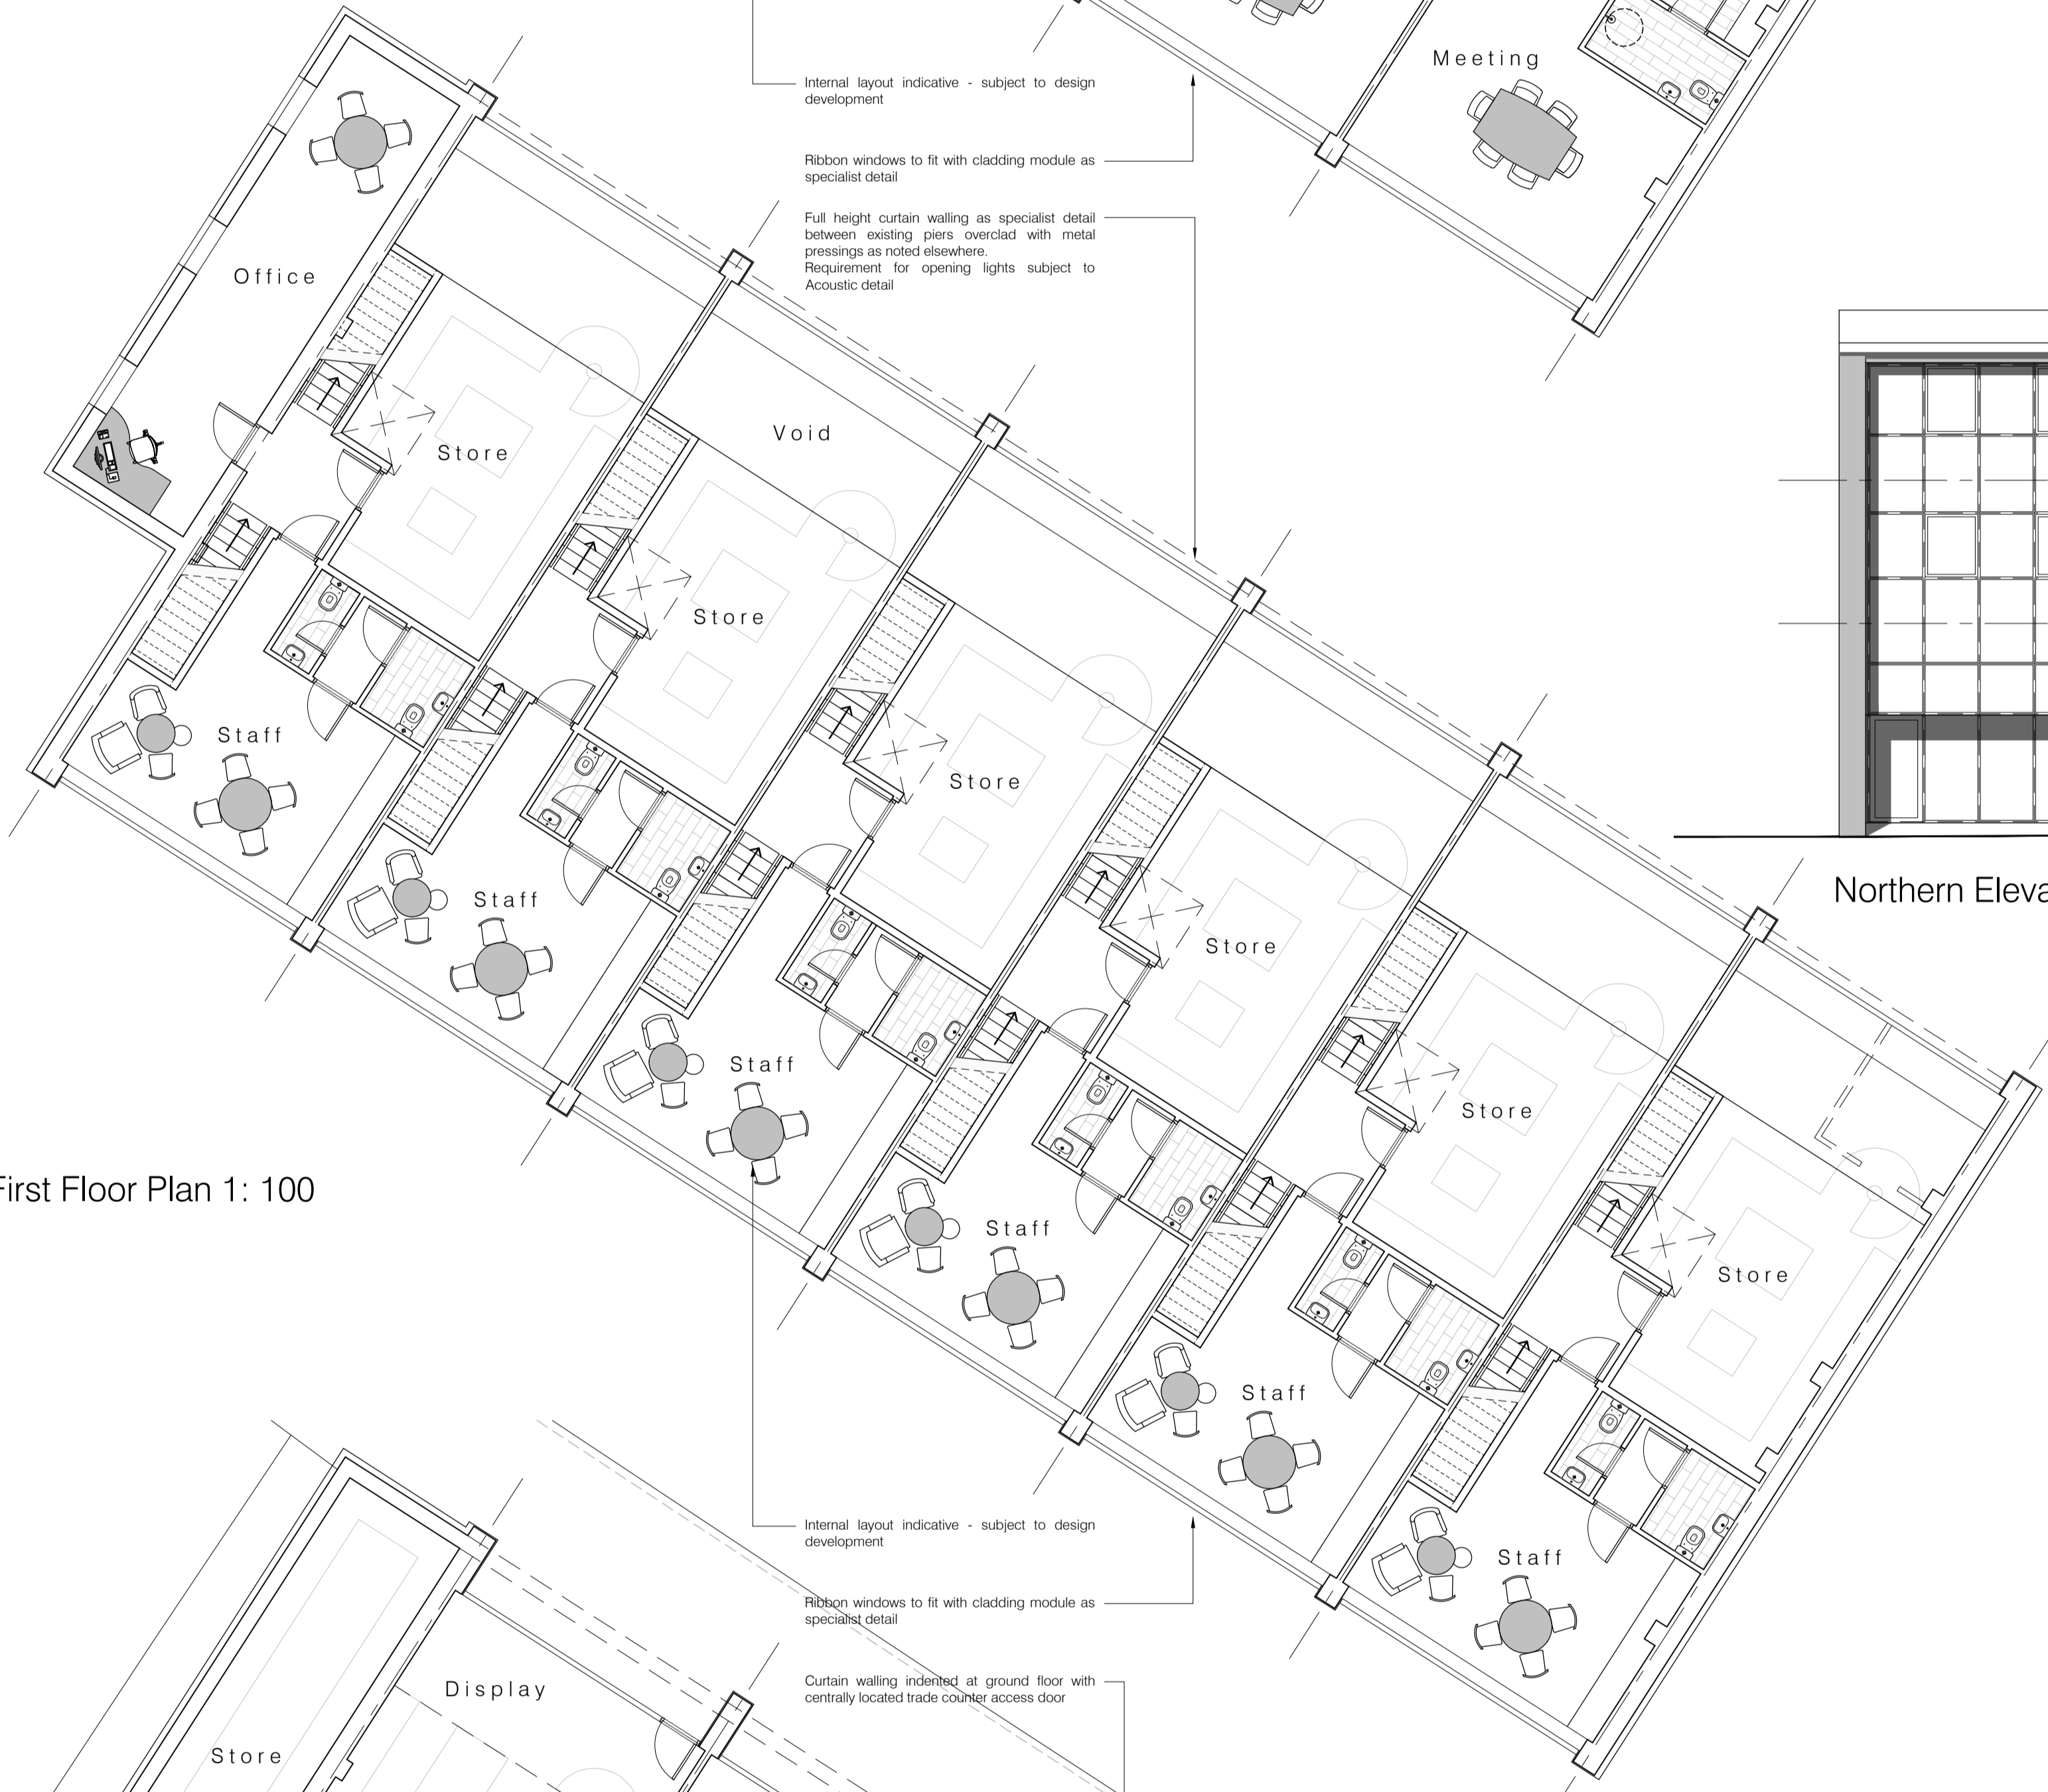 Meeting
Internal layout indicative - subject to design
development
Ribbon windows to fit with cladding module as
specialist detail
Full height curtain walling as specialist detail
between existing piers overclad with metal
pressings as noted elsewhere.
Requirement for opening lights subject to
Acoustic detail
Office
Void
Store
Store
Store
Store
Store
Store
Staff
Staff
Staff
Staff
Staff
Staff
Northern Eleva
First Floor Plan 1: 100
Internal layout indicative - subject to design
development
Ribbon windows to fit with cladding module as
specialist detail
Curtain walling indented at ground floor with
centrally located trade counter access door
Display
Store